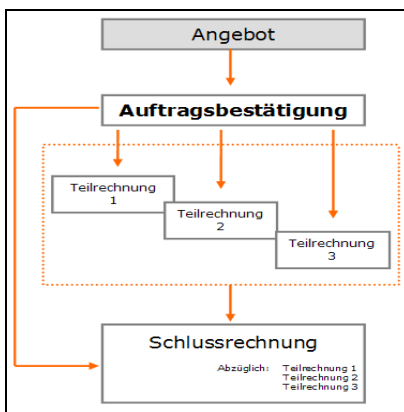 Angebot
Auftragsbestätigung
Teilrechnung
1
Teilrechnung
2
Teilrechnung
3
Schlussrechnung
Abzüglich: Teilrechnung 1
Teilrechnung 2
Teilrechnung 3